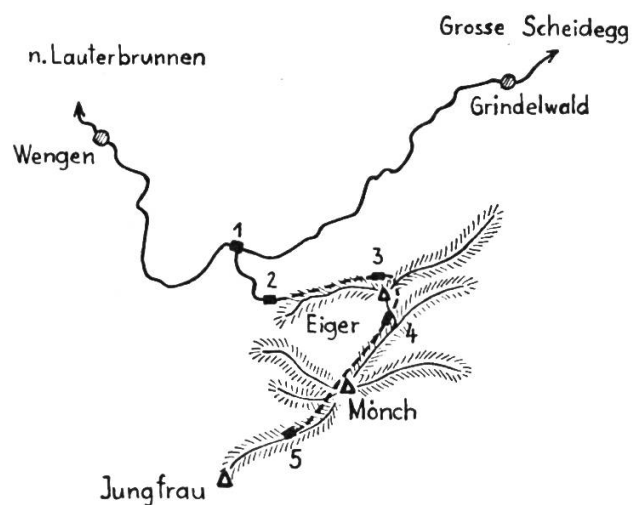 Grosse Scheidegg
n. Lauterbrunnen
Grindelwald
Wengen
1
2
3
Eiger
4
Mönch
5
Jungfrau